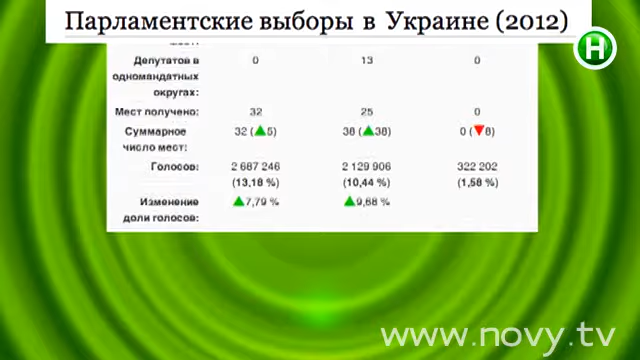 Парламентские выборы в Украине (2012)
Н
Депутатов в одномандатных округах: 0 13 0
Мест получено: 32 25 0
Суммарное число мест: 32 (▲5) 38 (▲38) 0 (▼8)
Голосов: 2 687 246 (13,18 %) 2 129 906 (10,44 %) 322 202 (1,58 %)
Изменение доли голосов: ▲7,79 % ▲9,68 %
www.novy.tv